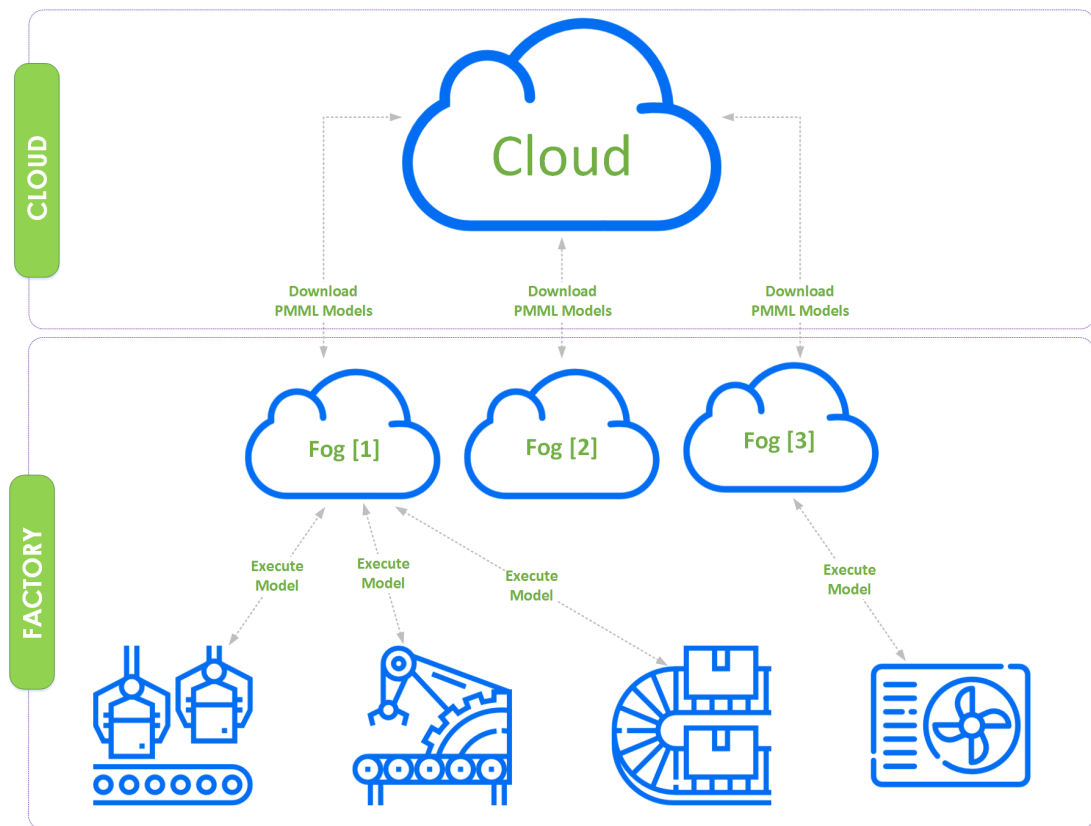 CLOUD
Cloud
Download
PMML Models
Download
PMML Models
Download
PMML Models
FACTORY
Fog [1]
Fog [2]
Fog [3]
Execute
Model
Execute
Model
Execute
Model
Execute
Model